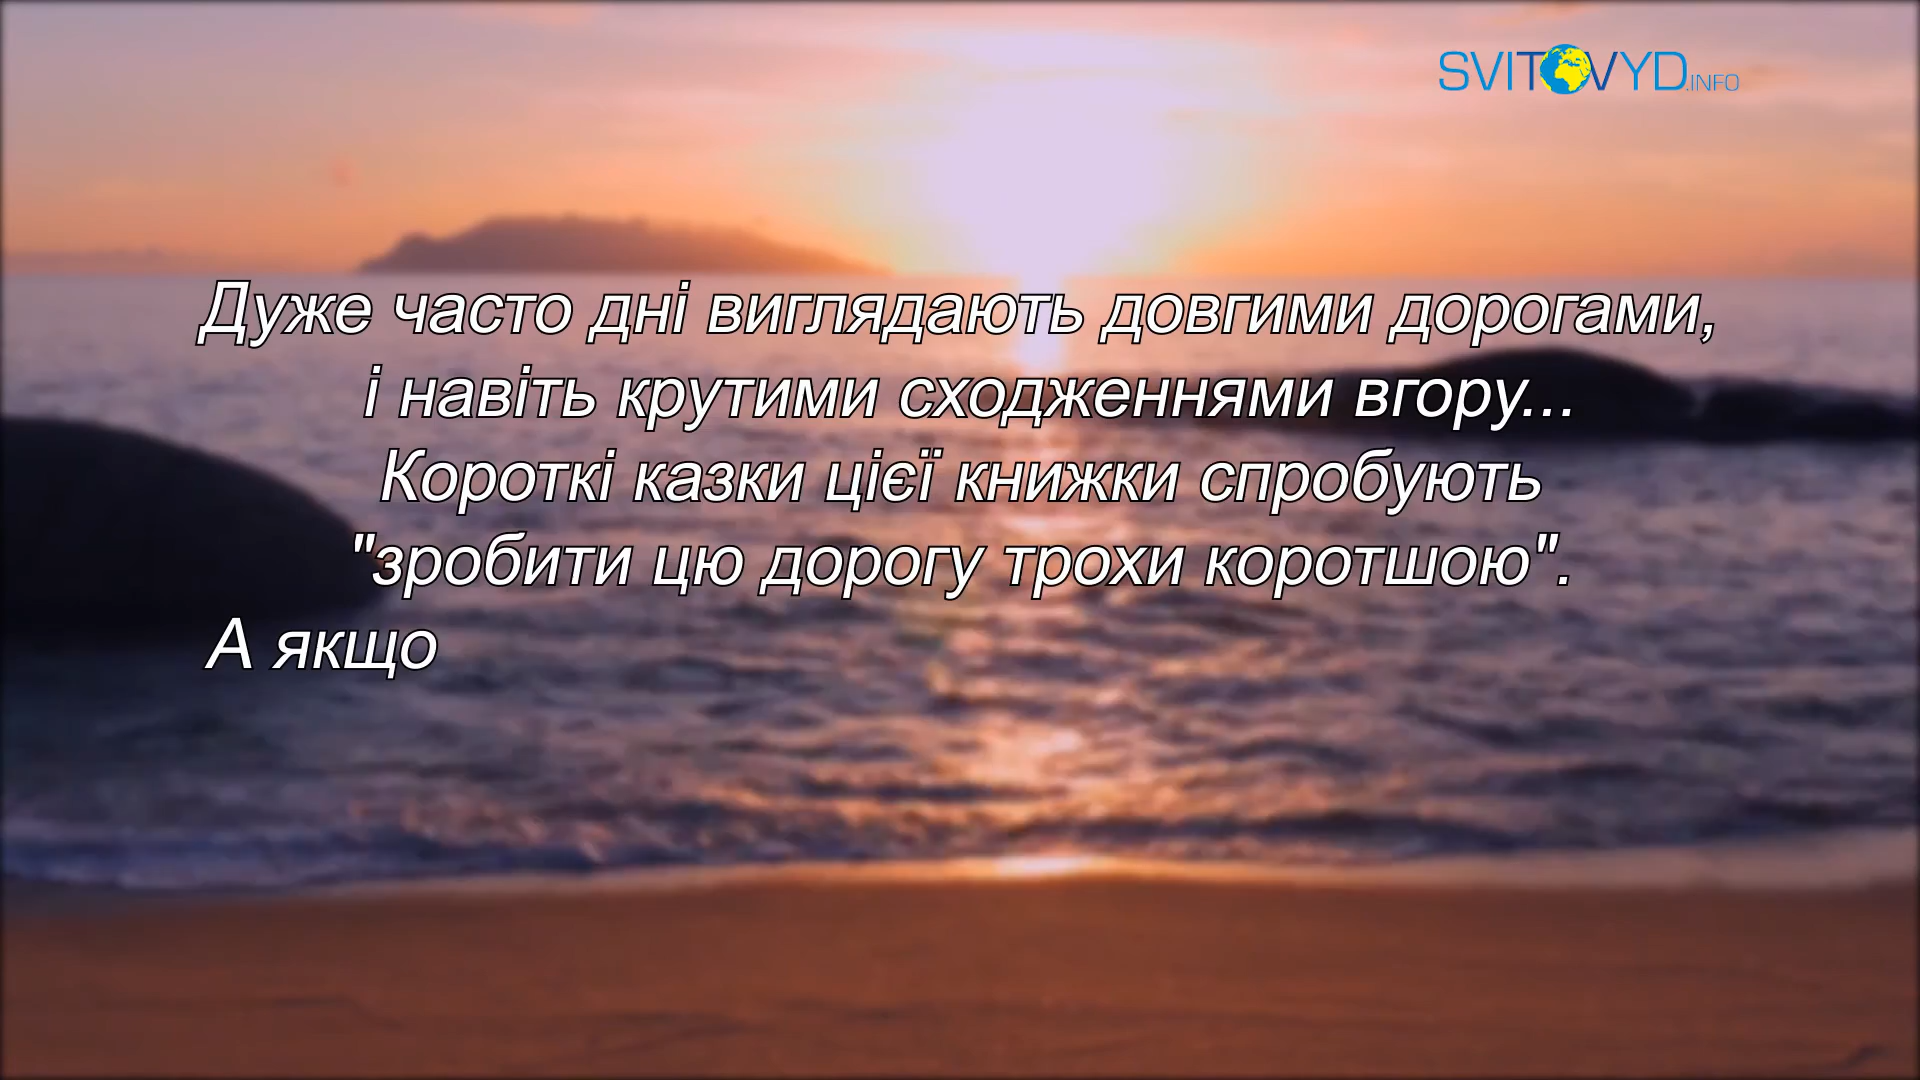 SVITOVYD.INFO
Дуже часто дні виглядають довгими дорогами,
і навіть крутими сходженнями вгору...
Короткі казки цієї книжки спробують
"зробити цю дорогу трохи коротшою".
А якщо